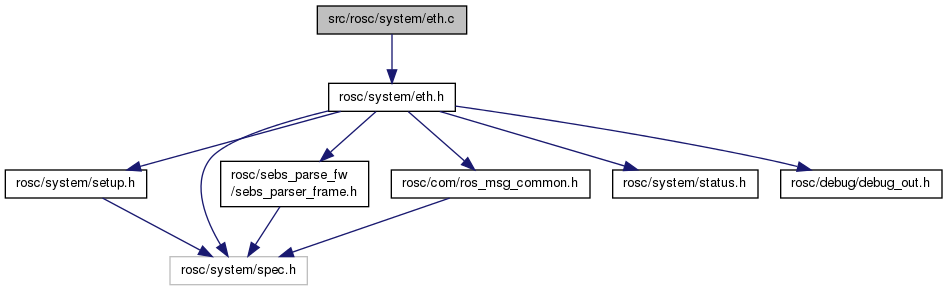 src/rosc/system/eth.c
rosc/system/eth.h
rosc/system/setup.h
rosc/sebs_parse_fw
/sebs_parser_frame.h
rosc/com/ros_msg_common.h
rosc/system/status.h
rosc/debug/debug_out.h
rosc/system/spec.h